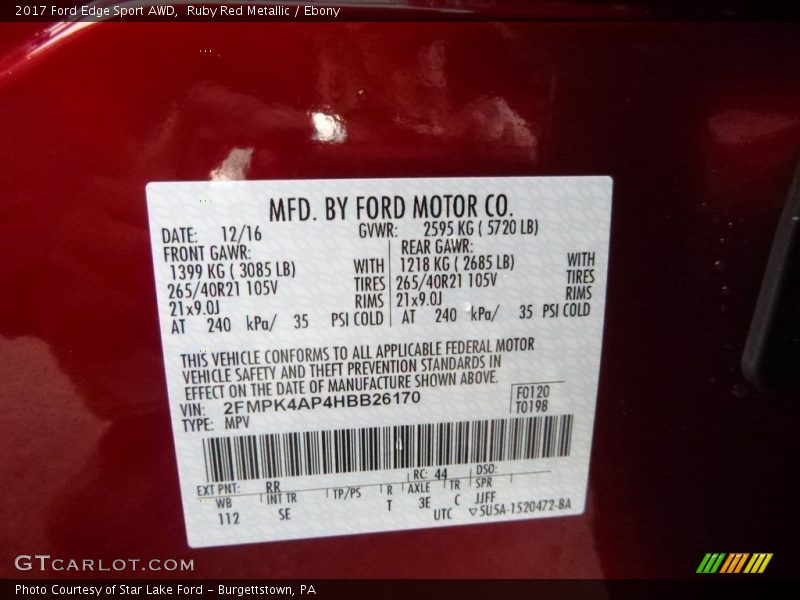 2017 Ford Edge Sport AWD,  Ruby Red Metallic / Ebony
MFD. BY FORD MOTOR CO.
DATE: 12/16 GVWR: 2595 KG ( 5720 LB)
FRONT GAWR: REAR GAWR:
1399 KG ( 3085 LB) WITH 1218 KG ( 2685 LB) WITH
265/40R21 105V TIRES 265/40R21 105V TIRES
21x9.0J RIMS 21x9.0J RIMS
AT 240 kPa/ 35 PSI COLD AT 240 kPa/ 35 PSI COLD
THIS VEHICLE CONFORMS TO ALL APPLICABLE FEDERAL MOTOR
VEHICLE SAFETY AND THEFT PREVENTION STANDARDS IN
EFFECT ON THE DATE OF MANUFACTURE SHOWN ABOVE.
VIN: 2FMPK4AP4HBB26170 F0120
TYPE: MPV T0198
EXT PNT: RR RC: 44 DSO:
WB INT TR TP/PS R AXLE TR SPR
112 SE T 3E C JJFF
UTC ▽5U5A-1520472-BA
GTCARLOT.COM
Photo Courtesy of Star Lake Ford - Burgettstown, PA